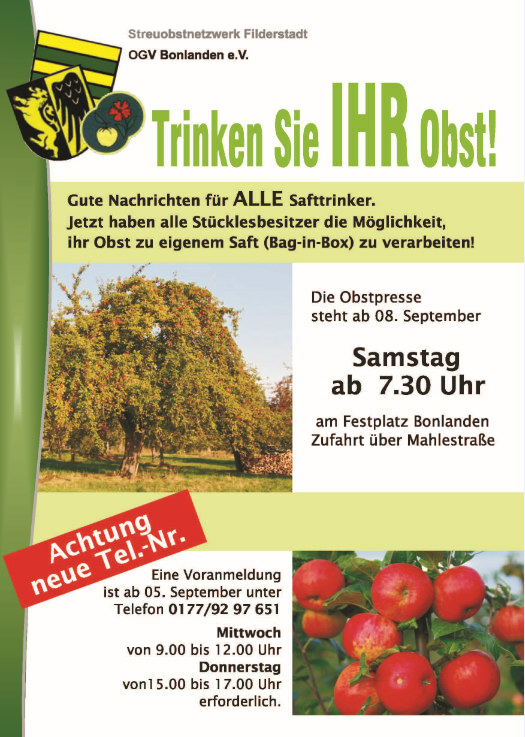 Streuobstnetzwerk Filderstadt
OGV Bonlanden e.V.
Trinken Sie IHR Obst!
Gute Nachrichten für ALLE Safttrinker.
Jetzt haben alle Stücklesbesitzer die Möglichkeit,
ihr Obst zu eigenem Saft (Bag-in-Box) zu verarbeiten!
Die Obstpresse
steht ab 08. September
Samstag
ab 7.30 Uhr
am Festplatz Bonlanden
Zufahrt über Mahlestraße
Achtung
neue Tel.-Nr.
Eine Voranmeldung
ist ab 05. September unter
Telefon 0177/92 97 651
Mittwoch
von 9.00 bis 12.00 Uhr
Donnerstag
von15.00 bis 17.00 Uhr
erforderlich.